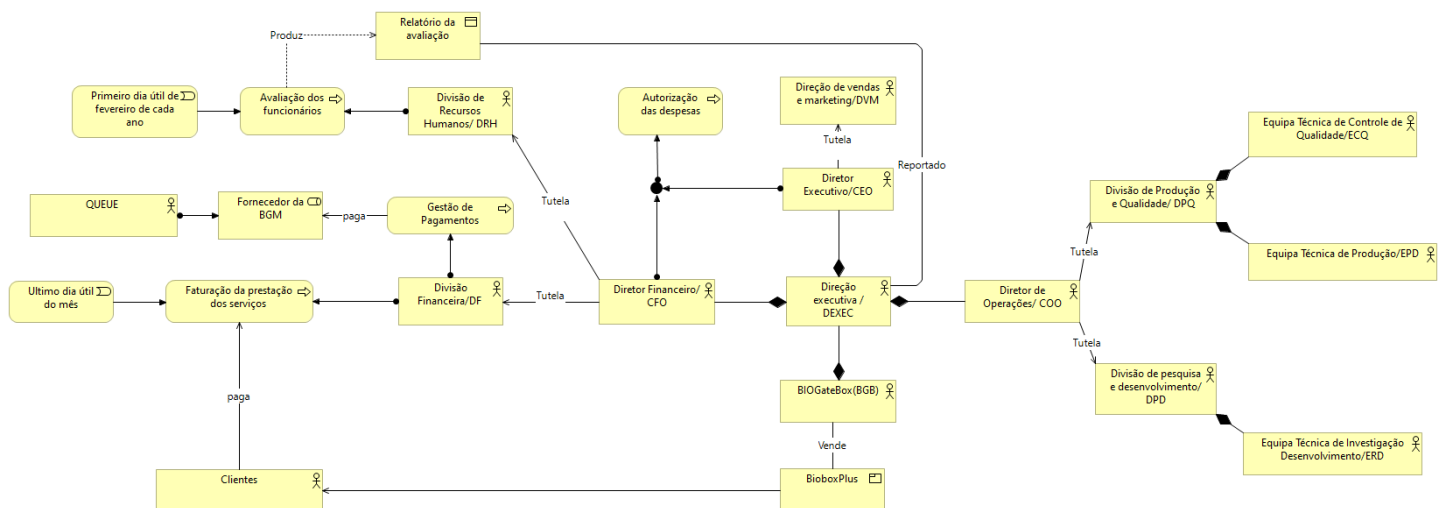 Relatório da
avaliação
Produz
Primeiro dia útil de
fevereiro de cada
ano
Avaliação dos
funcionários
Divisão de
Recursos
Humanos/ DRH
Autorização
das despesas
Direção de vendas
e marketing/DVM
Tutela
Reportado
Equipa Técnica de Controle de
Qualidade/ECQ
Diretor
Executivo/CEO
Divisão de Produção
e Qualidade/ DPQ
QUEUE
Fornecedor da
BGM
paga
Gestão de
Pagamentos
Tutela
Tutela
Equipa Técnica de Produção/EPD
Ultimo dia útil
do mês
Faturação da prestação
dos serviços
Divisão
Financeira/DF
Tutela
Diretor Financeiro/
CFO
Direção
executiva /
DEXEC
Diretor de
Operações/ COO
Tutela
Divisão de pesquisa
e desenvolvimento/
DPD
paga
BIOGateBox(BGB)
Vende
Equipa Técnica de Investigação
Desenvolvimento/ERD
Clientes
BioboxPlus